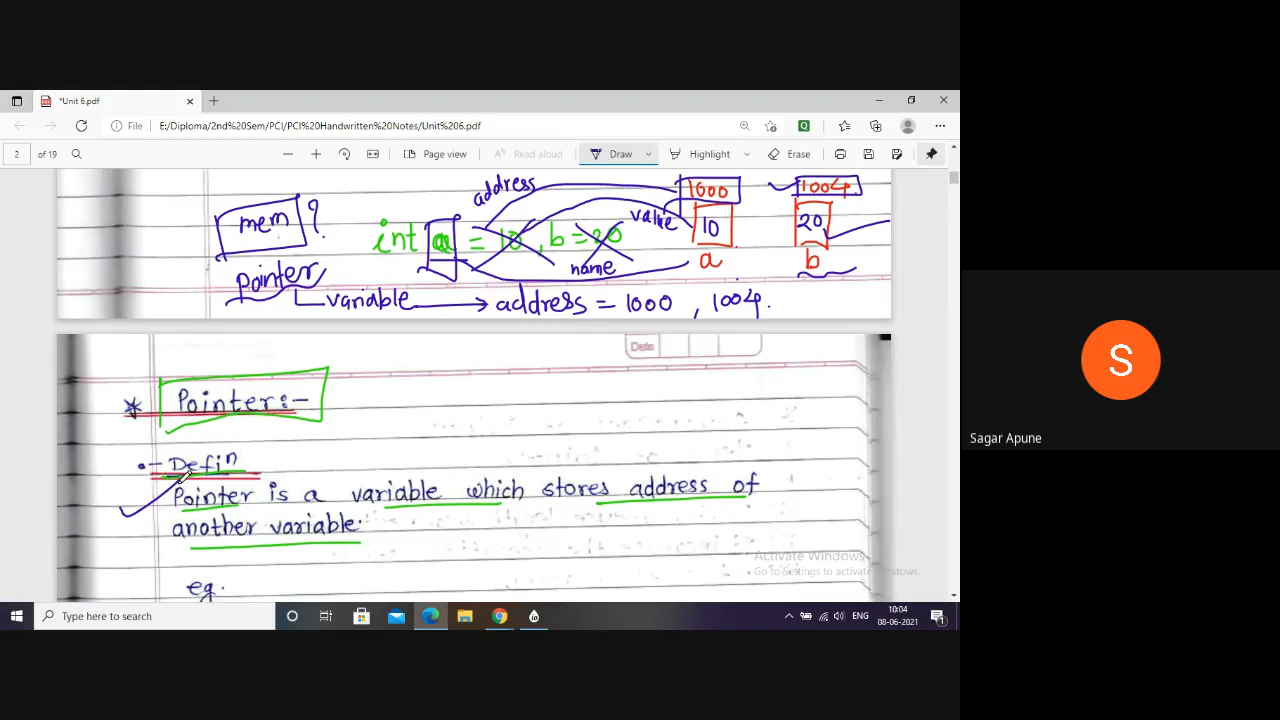 *Unit 6.pdf
File E:/Diploma/2nd%20Sem/PCI/PCI%20Handwritten%20Notes/Unit%206.pdf
2 of 19 Page view Read aloud Draw Highlight Erase
address 1000 1004
mem ? int a = 10, b = 20 value 10 20
name a b
pointer
variable → address = 1000 , 1004.
Date
* Pointer:-
•- Defin
Pointer is a variable which stores address of
another variable.
eg.
Activate Windows
Go to Settings to activate Windows.
S
Sagar Apune
Type here to search ENG 10:04
08-06-2021 1